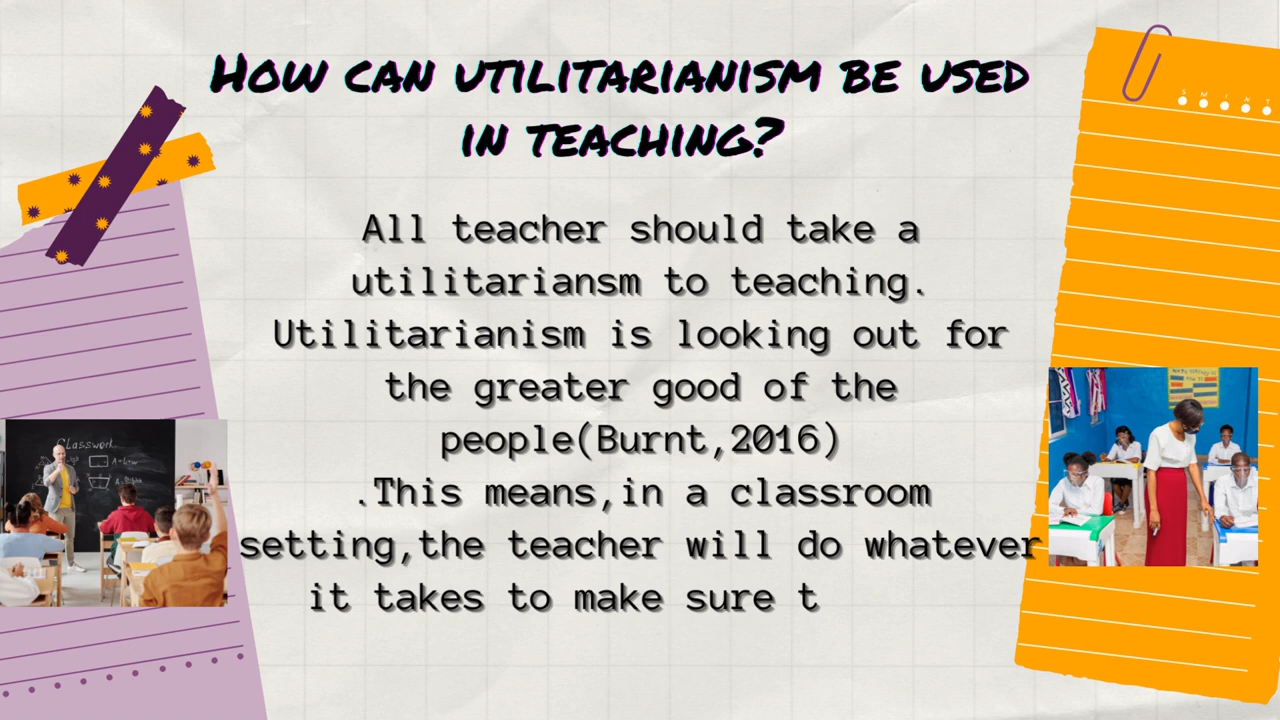 How can utilitarianism be used
in teaching?
All teacher should take a
utilitariansm to teaching.
Utilitarianism is looking out for
the greater good of the
people(Burnt,2016)
.This means,in a classroom
setting,the teacher will do whatever
it takes to make sure t
S M T W T
Classwork